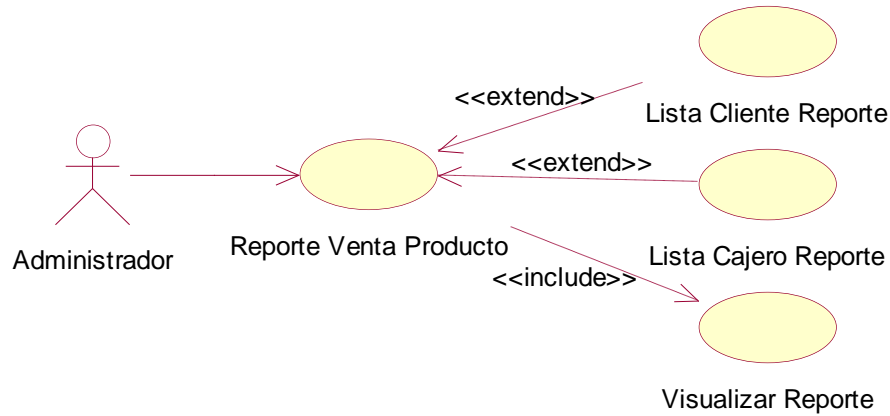 <<extend>>
Lista Cliente Reporte
<<extend>>
Administrador
Reporte Venta Producto
Lista Cajero Reporte
<<include>>
Visualizar Reporte